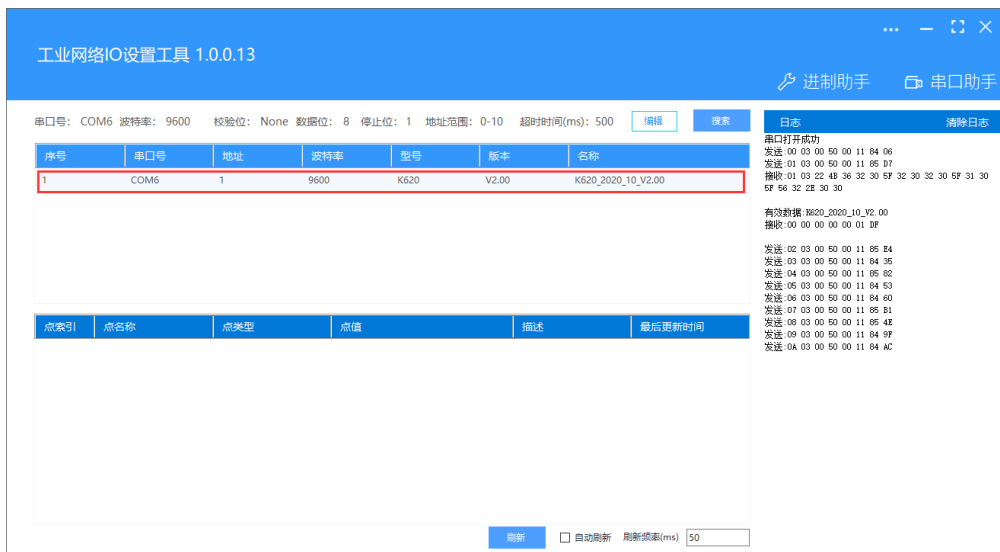 工业网络IO设置工具 1.0.0.13
进制助手 串口助手
串口号: COM6 波特率: 9600 校验位: None 数据位: 8 停止位: 1 地址范围: 0-10 超时时间(ms): 500 编辑 搜索
序号 串口号 地址 波特率 型号 版本 名称
1 COM6 1 9600 K620 V2.00 K620_2020_10_V2.00
点索引 点名称 点类型 点值 描述 最后更新时间
刷新 自动刷新 刷新频率(ms) 50
日志 清除日志
串口打开成功
发送:00 03 00 50 00 11 84 06
发送:01 03 00 50 00 11 85 D7
接收:01 03 22 4B 36 32 30 5F 32 30 32 30 5F 31 30
5F 56 32 2E 30 30
有效数据:K620_2020_10_V2.00
接收:00 00 00 00 00 01 DF
发送:02 03 00 50 00 11 85 E4
发送:03 03 00 50 00 11 84 35
发送:04 03 00 50 00 11 85 82
发送:05 03 00 50 00 11 84 53
发送:06 03 00 50 00 11 84 60
发送:07 03 00 50 00 11 85 B1
发送:08 03 00 50 00 11 85 4E
发送:09 03 00 50 00 11 84 9F
发送:0A 03 00 50 00 11 84 AC